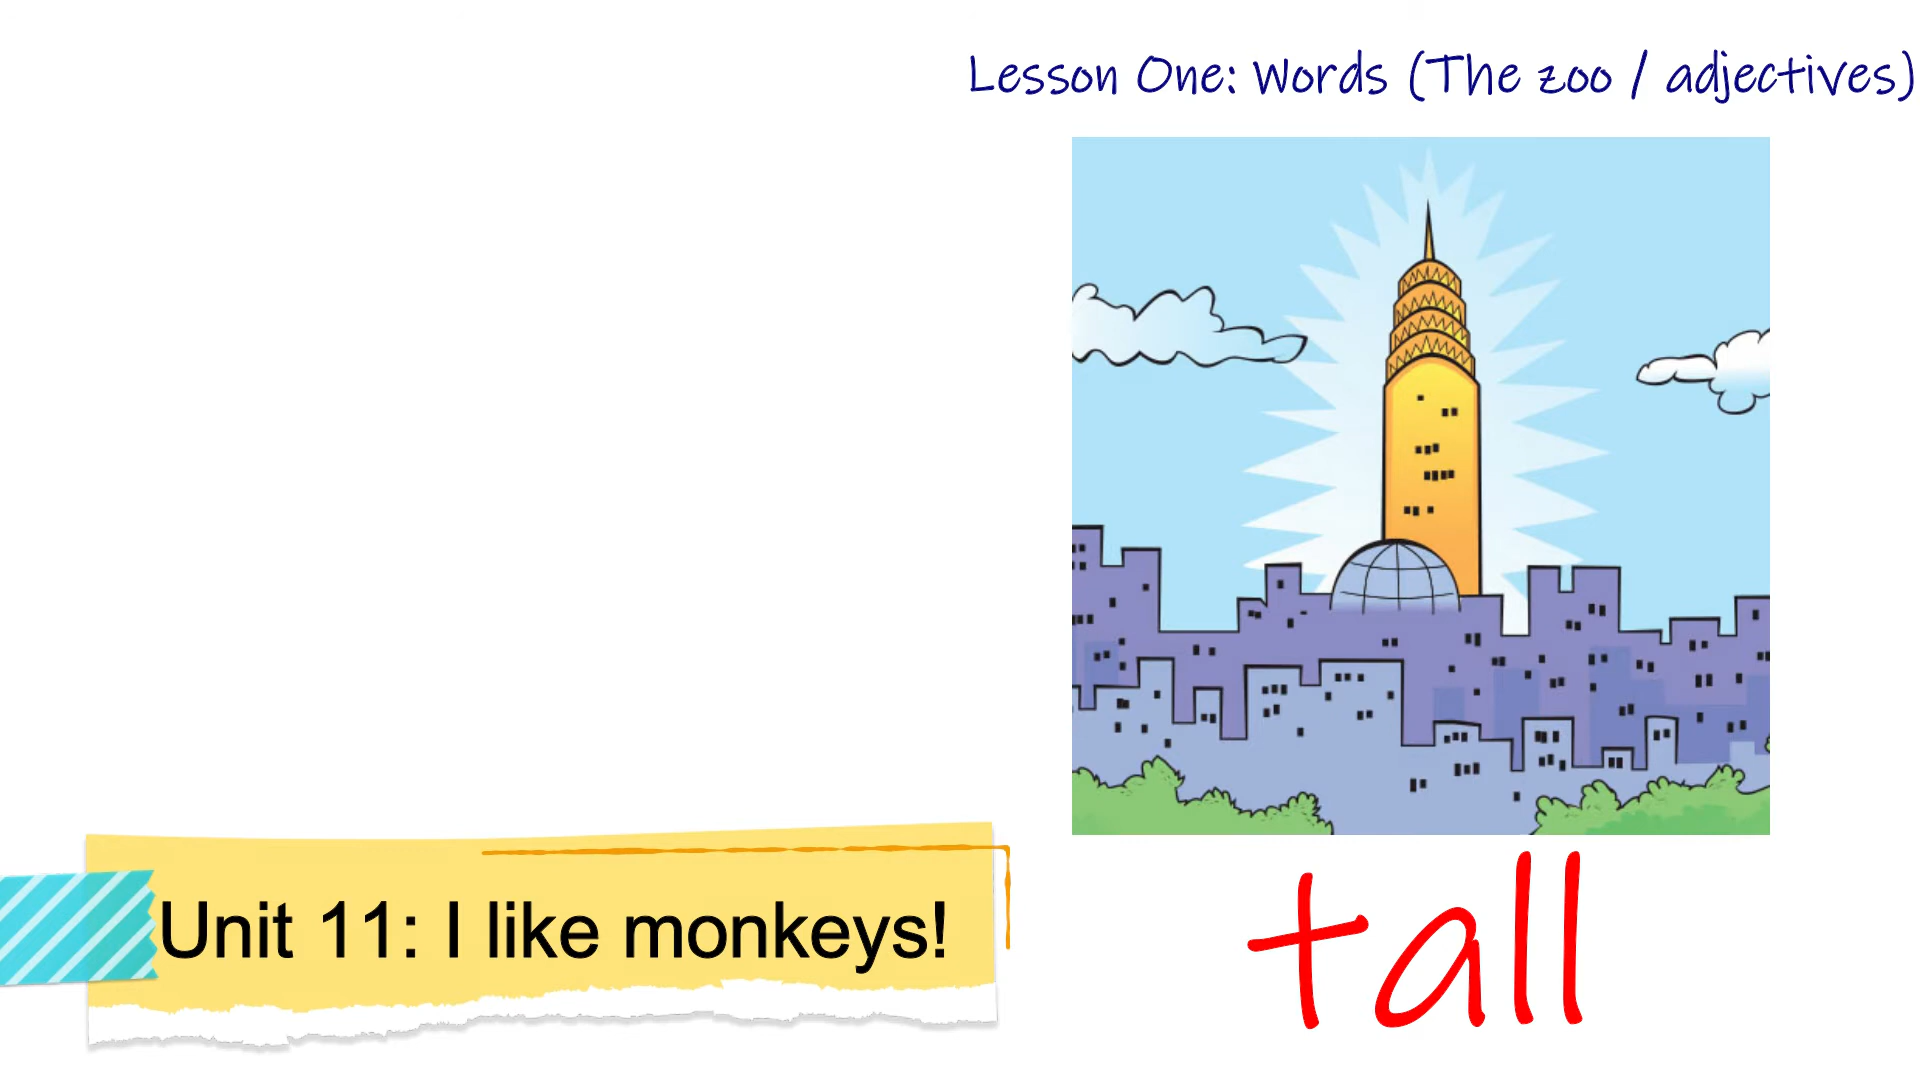 Lesson One: Words (The zoo / adjectives)
tall
Unit 11: I like monkeys!